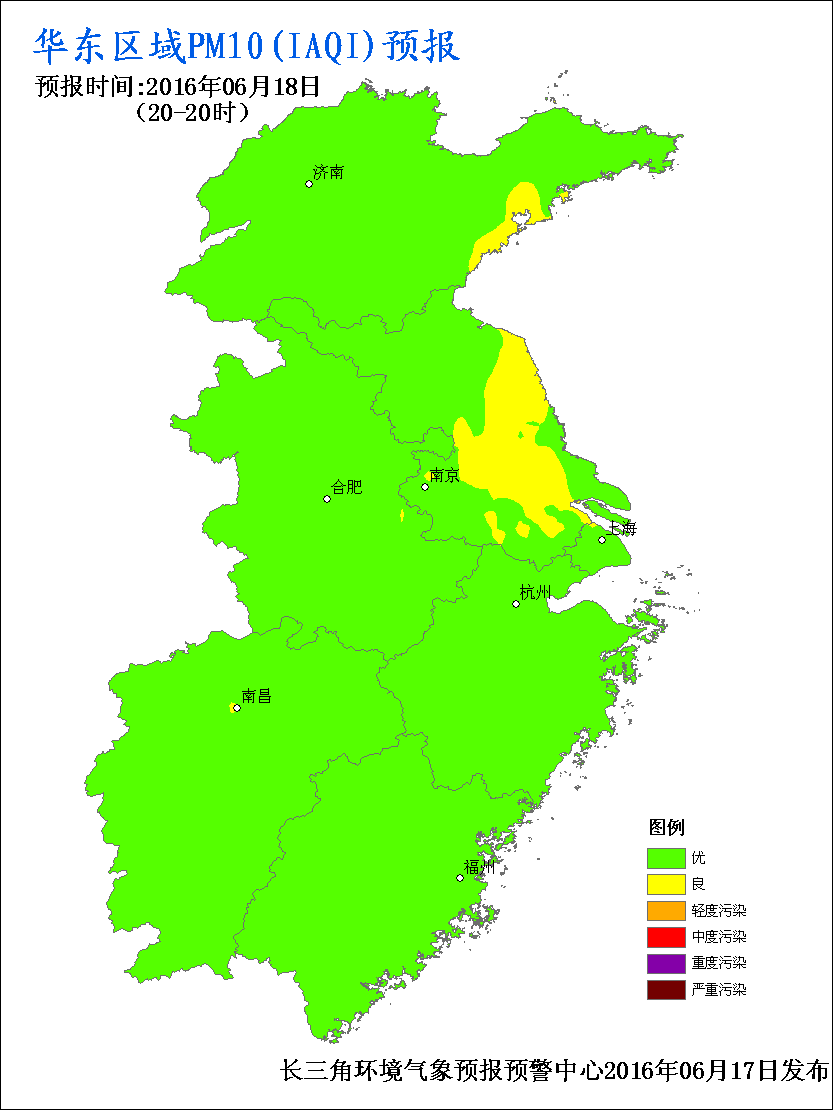 华东区域PM10(IAQI)预报
预报时间:2016年06月18日
(20-20时)
济南
南京
合肥
上海
杭州
南昌
福州
图例
优
良
轻度污染
中度污染
重度污染
严重污染
长三角环境气象预报预警中心2016年06月17日发布